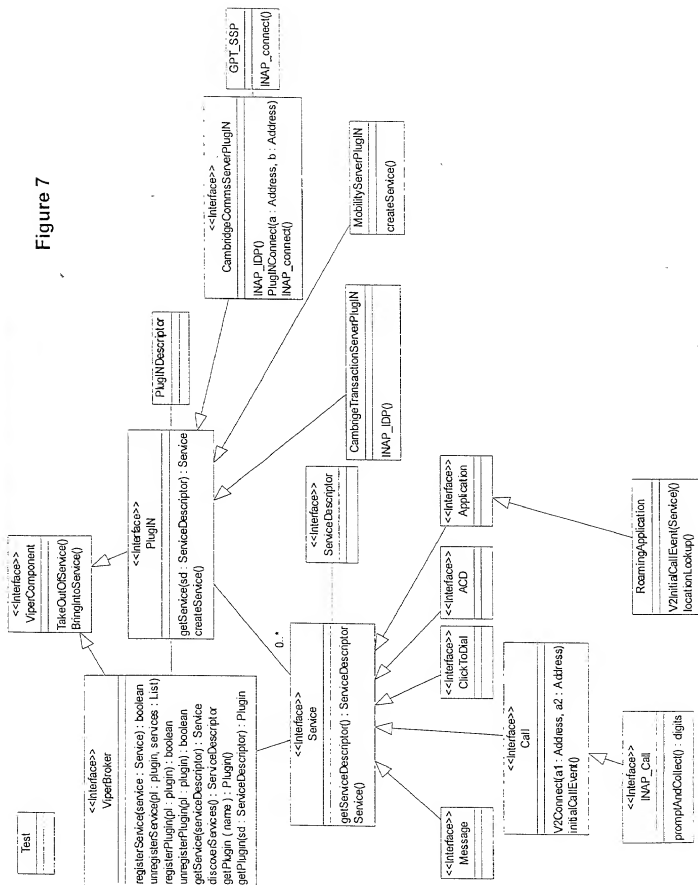 Figure 7
Test
<<Interface>>
ViperBroker
registerService(service : Service) : boolean
unregisterService(pl : plugin, services : List)
registerPlugin(pl : plugin) : boolean
unregisterPlugin(pl : plugin) : boolean
getService(serviceDescriptor) : Service
discoverServices() : ServiceDescriptor
getPlugin ( name ) : Plugin()
getPlugin(sd : ServiceDescriptor) : Plugin
<<Interface>>
ViperComponent
TakeOutOfService()
BringIntoService()
<<Interface>>
PlugIN
getService(sd : ServiceDescriptor) : Service
createService()
PlugINDescriptor
<<Interface>>
CambridgeCommsServerPlugIN
INAP_IDP()
PlugINConnect(a : Address, b : Address)
INAP_connect()
GPT_SSP
INAP_connect()
MobilityServerPlugIN
createService()
CambrigeTransactionServerPlugIN
INAP_IDP()
<<Interface>>
ServiceDescriptor
0..*
<<Interface>>
Service
getServiceDescriptor() : ServiceDescriptor
Service()
<<Interface>>
Message
<<Interface>>
Call
V2Connect(a1 : Address, a2 : Address)
initialCallEvent()
<<Interface>>
ClickToDial
<<Interface>>
ACD
<<Interface>>
Application
<<Interface>>
INAP_Call
promptAndCollect() : digits
RoamingApplication
V2InitialCallEvent(Service)()
locationLookup()